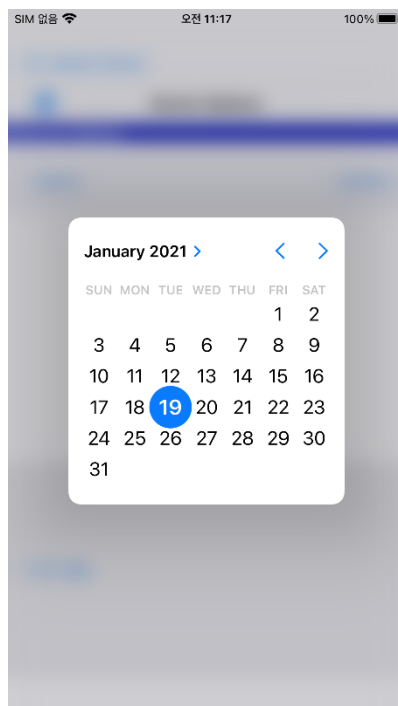 SIM 없음 오전 11:17 100%
January 2021
SUN MON TUE WED THU FRI SAT
1 2
3 4 5 6 7 8 9
10 11 12 13 14 15 16
17 18 19 20 21 22 23
24 25 26 27 28 29 30
31